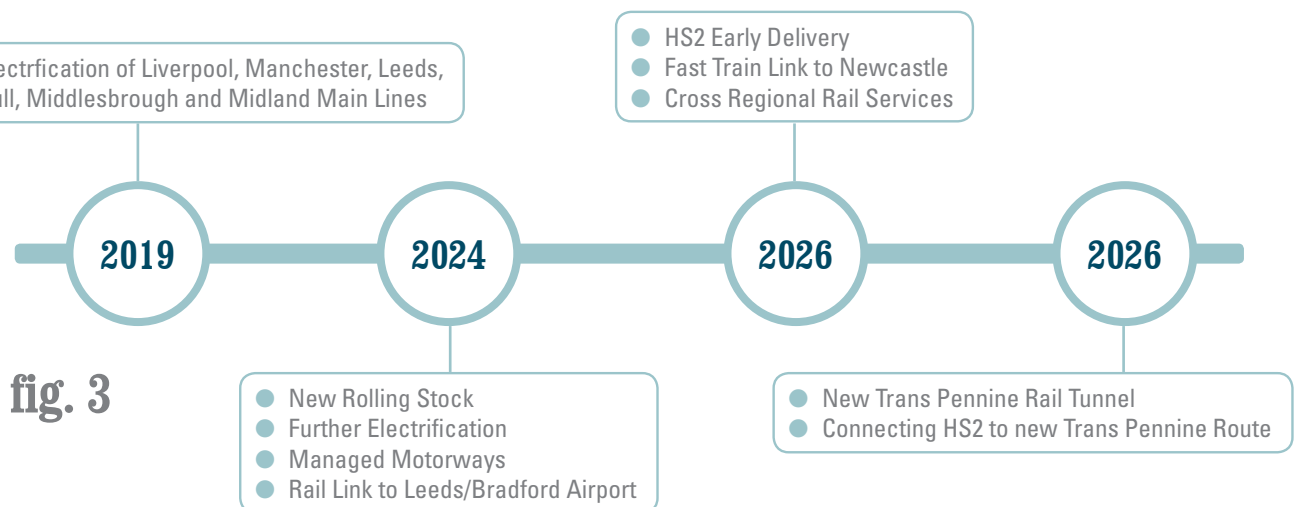 HS2 Early Delivery
Fast Train Link to Newcastle
Cross Regional Rail Services
of Liverpool, Manchester, Leeds,
Middlesbrough and Midland Main Lines
2019
2024
2026
2026
fig. 3
New Rolling Stock
Further Electrification
Managed Motorways
Rail Link to Leeds/Bradford Airport
New Trans Pennine Rail Tunnel
Connecting HS2 to new Trans Pennine Route